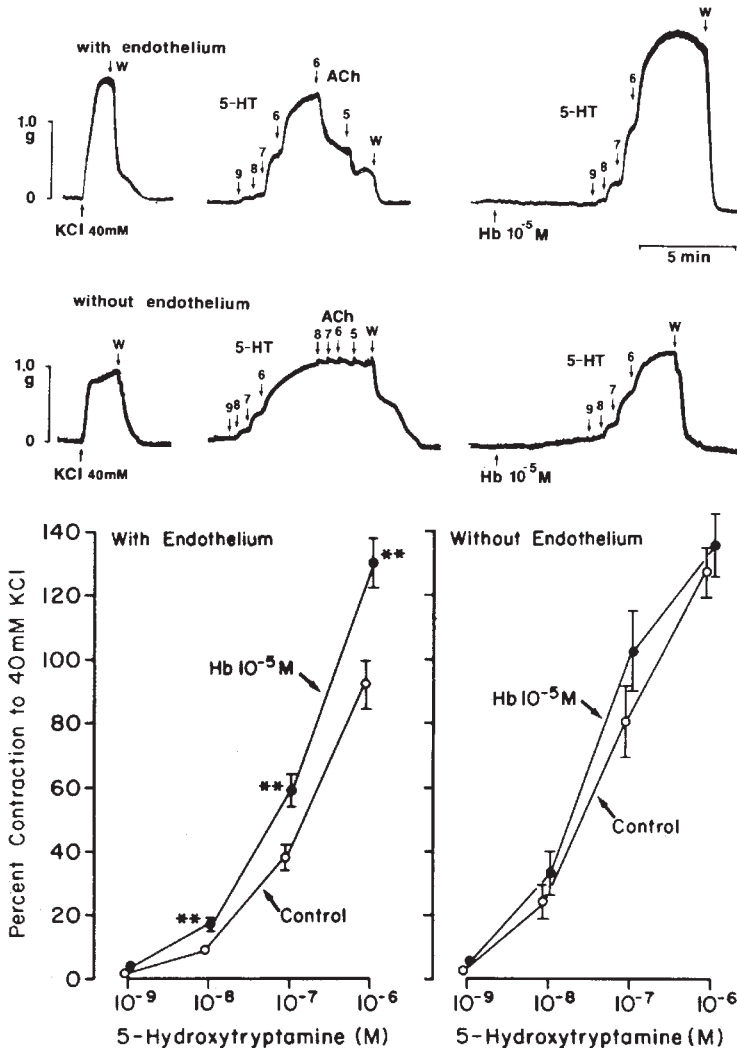 with endothelium
W
6
ACh
5-HT
6
7
8
9
5
W
5-HT
6
7
8
9
W
1.0
g
0
KCl 40mM
Hb 10⁻⁵M
5 min
without endothelium
W
5-HT
6
7
8
9
ACh
8 7 6 5
W
5-HT
6
7
8
9
W
1.0
g
0
KCl 40mM
Hb 10⁻⁵M
Percent Contraction to 40mM KCl
140
120
100
80
60
40
20
0
With Endothelium
**
**
**
Hb 10⁻⁵M
Control
10⁻⁹ 10⁻⁸ 10⁻⁷ 10⁻⁶
5-Hydroxytryptamine (M)
Without Endothelium
Hb 10⁻⁵M
Control
10⁻⁹ 10⁻⁸ 10⁻⁷ 10⁻⁶
5-Hydroxytryptamine (M)